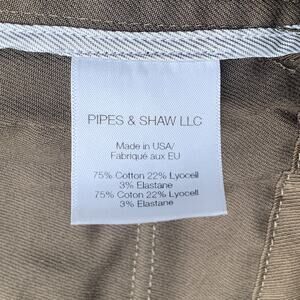 PIPES & SHAW LLC
Made in USA/
Fabriqué aux EU
75% Cotton 22% Lyocell
3% Elastane
75% Coton 22% Lyocell
3% Elastane